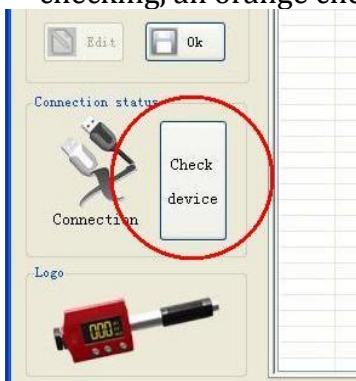 checking, an orange che
Edit
Ok
Connection status
Check
device
Connection
Logo